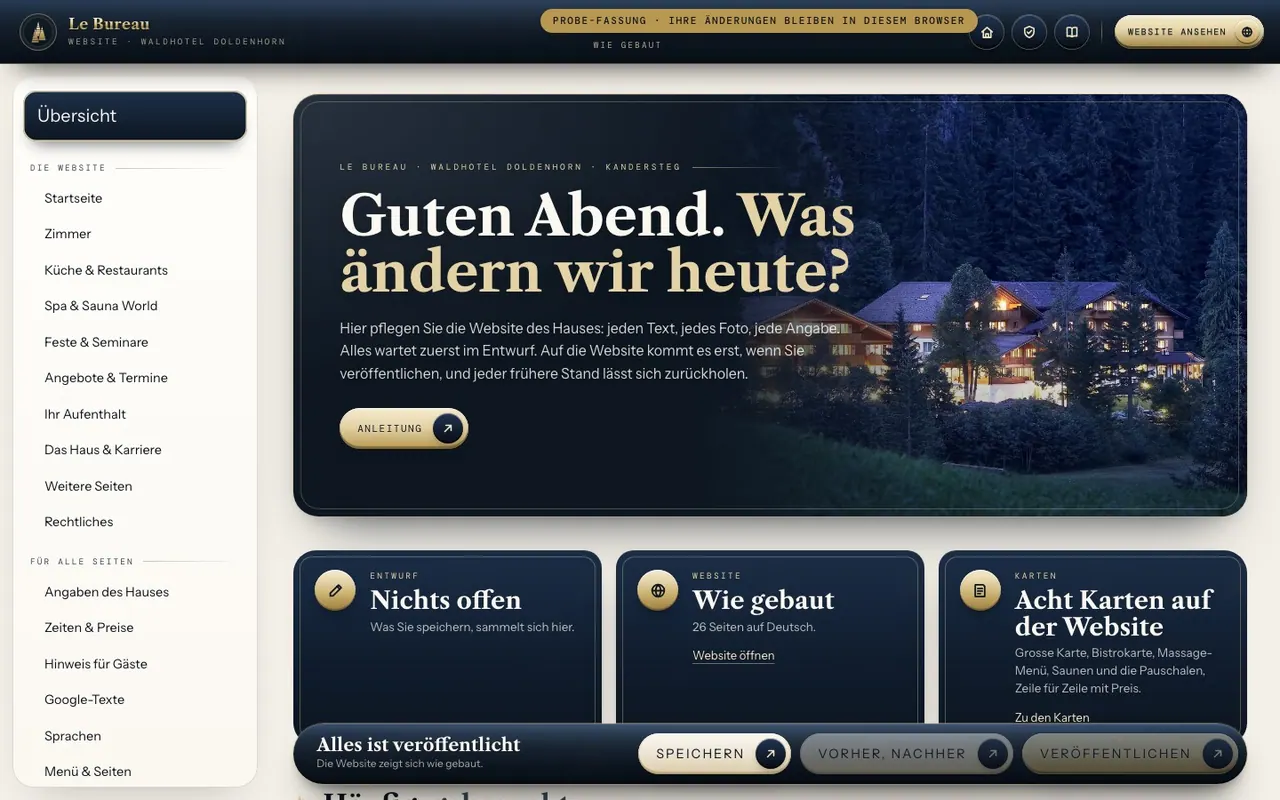 Le Bureau
WEBSITE · WALDHOTEL DOLDENHORN
PROBE-FASSUNG · IHRE ÄNDERUNGEN BLEIBEN IN DIESEM BROWSER
WIE GEBAUT
WEBSITE ANSEHEN
Übersicht
DIE WEBSITE
Startseite
Zimmer
Küche & Restaurants
Spa & Sauna World
Feste & Seminare
Angebote & Termine
Ihr Aufenthalt
Das Haus & Karriere
Weitere Seiten
Rechtliches
FÜR ALLE SEITEN
Angaben des Hauses
Zeiten & Preise
Hinweis für Gäste
Google-Texte
Sprachen
Menü & Seiten
LE BUREAU · WALDHOTEL DOLDENHORN · KANDERSTEG
Guten Abend. Was
ändern wir heute?
Hier pflegen Sie die Website des Hauses: jeden Text, jedes Foto, jede Angabe.
Alles wartet zuerst im Entwurf. Auf die Website kommt es erst, wenn Sie
veröffentlichen, und jeder frühere Stand lässt sich zurückholen.
ANLEITUNG
ENTWURF
Nichts offen
Was Sie speichern, sammelt sich hier.
WEBSITE
Wie gebaut
26 Seiten auf Deutsch.
Website öffnen
KARTEN
Acht Karten auf
der Website
Grosse Karte, Bistrokarte, Massage-
Menü, Saunen und die Pauschalen,
Zeile für Zeile mit Preis.
Zu den Karten
Alles ist veröffentlicht
Die Website zeigt sich wie gebaut.
SPEICHERN
VORHER, NACHHER
VERÖFFENTLICHEN